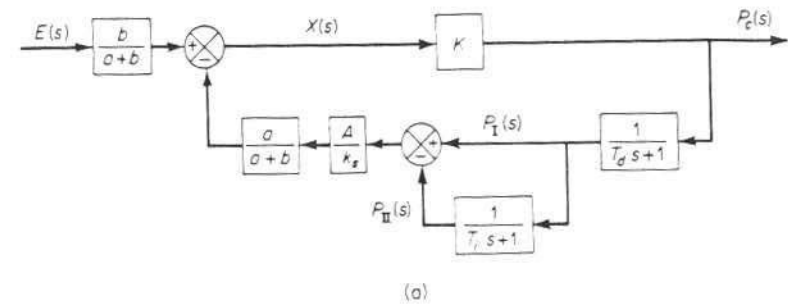 E(s)
b
a+b
+
−
X(s)
K
P_c(s)
a
a+b
A
k_s
+
−
P_I(s)
1
T_d s+1
P_II(s)
1
T_i s+1
(a)